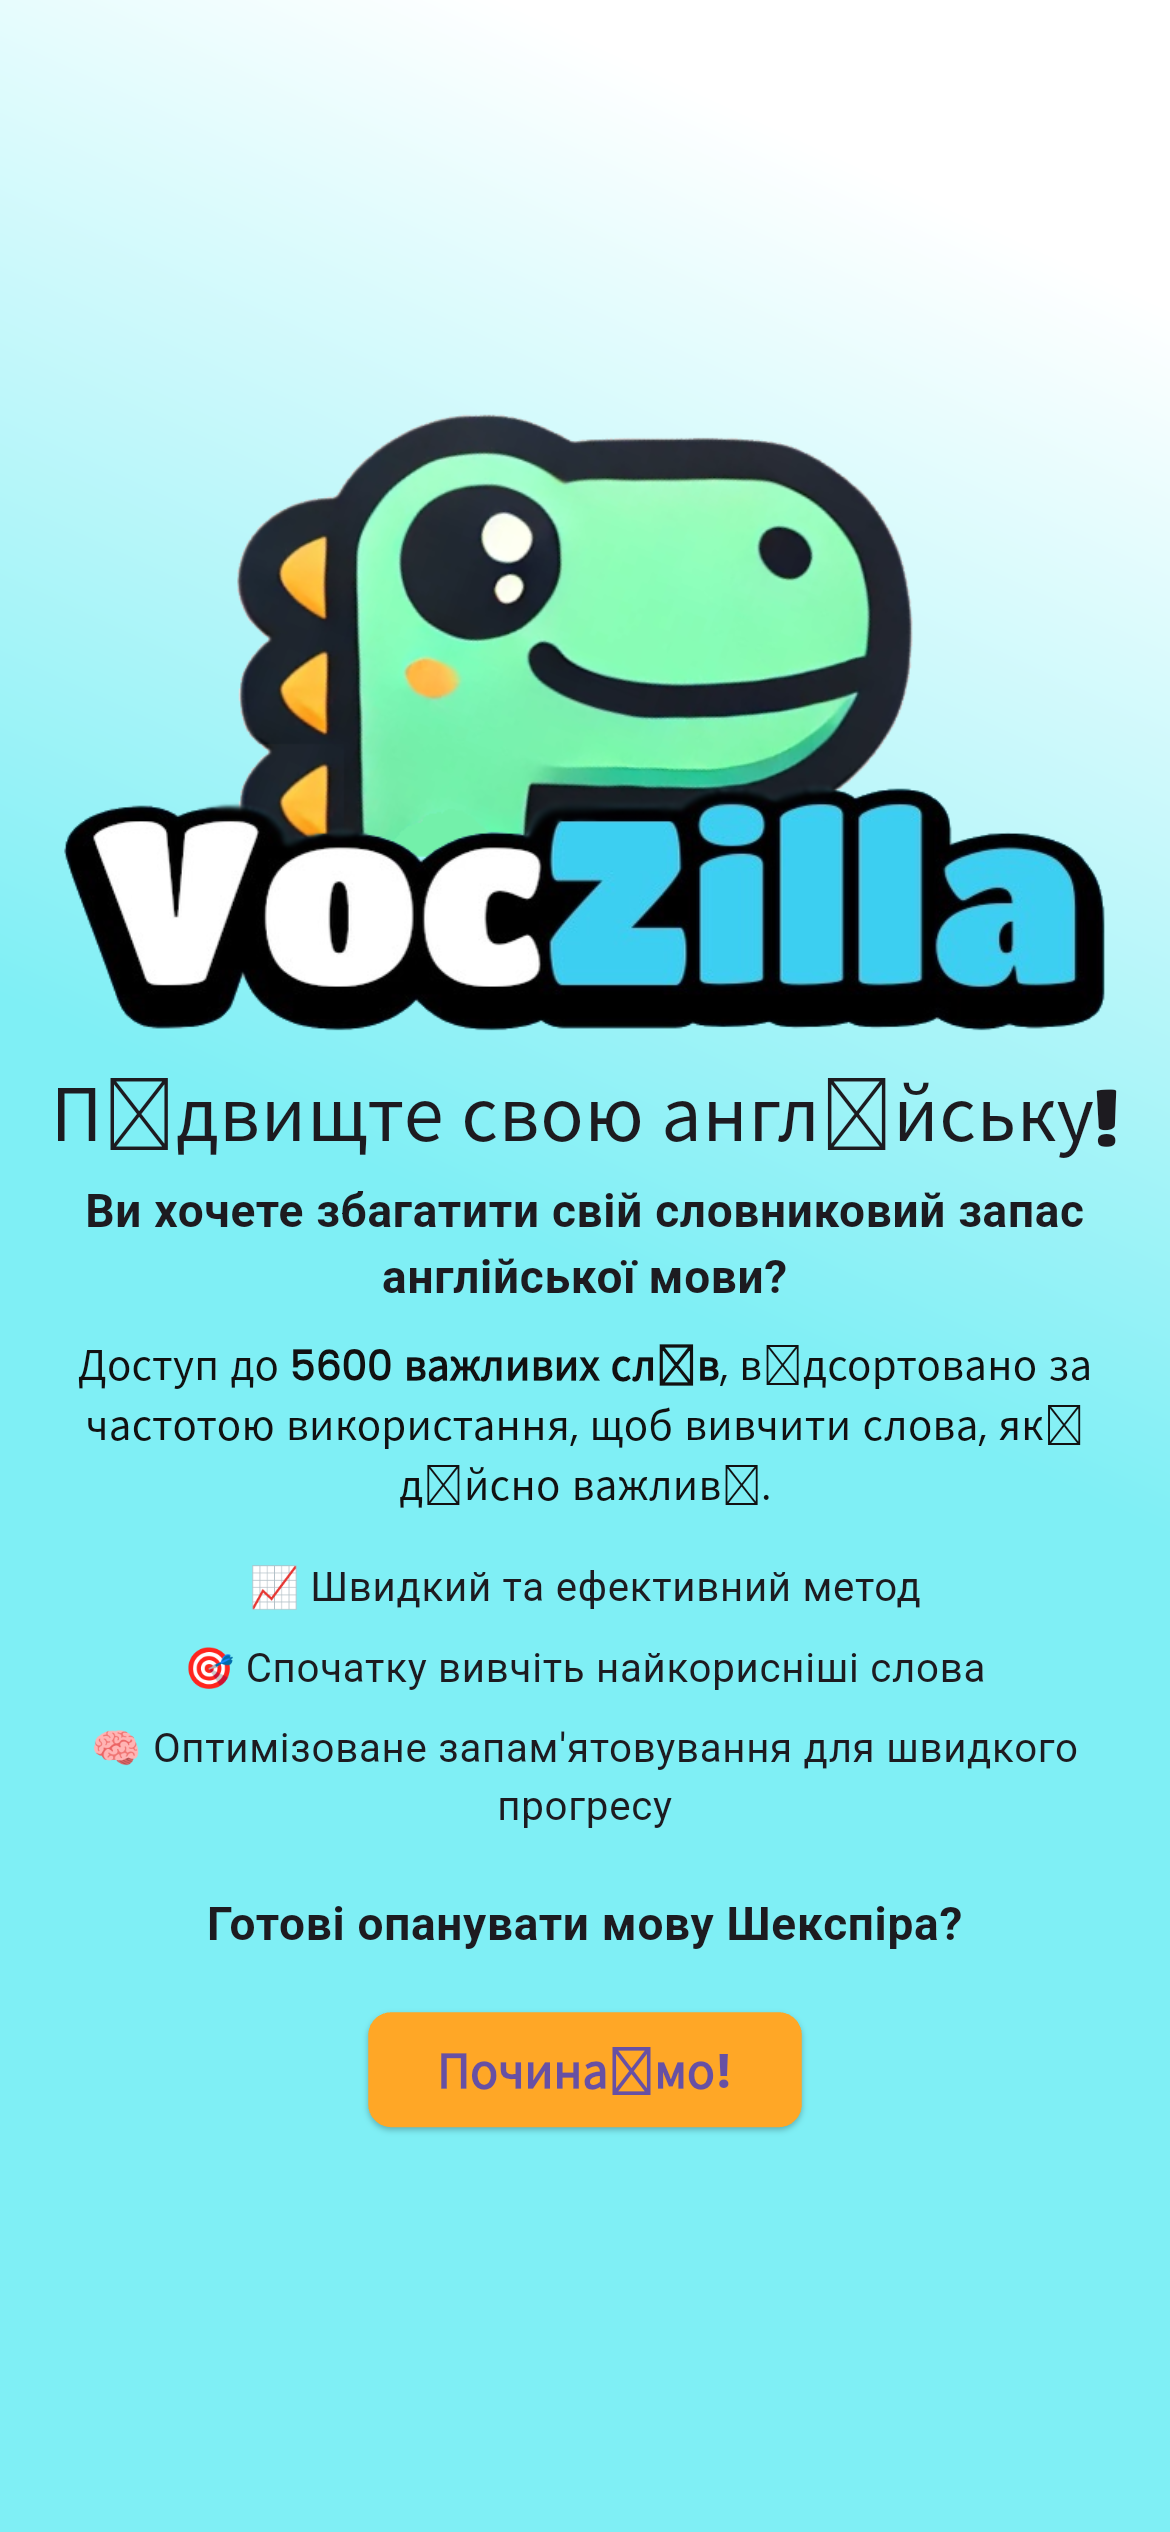 VocZilla
П☒двищте свою англ☒йську!
Ви хочете збагатити свій словниковий запас
англійської мови?
Доступ до 5600 важливих сл☒в, в☒дсортовано за
частотою використання, щоб вивчити слова, як☒
д☒йсно важлив☒.
📈 Швидкий та ефективний метод
🎯 Спочатку вивчіть найкорисніші слова
🧠 Оптимізоване запам'ятовування для швидкого
прогресу
Готові опанувати мову Шекспіра?
Почина☒мо!